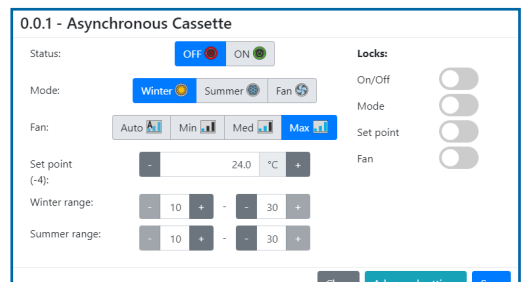 0.0.1 - Asynchronous Cassette
Status: OFF ON Locks:
On/Off
Mode: Winter Summer Fan
Mode
Fan: Auto A Min Med Max
Set point
Set point - 24.0 °C + Fan
(-4):
Winter range: - 10 + - - 30 +
Summer range: - 10 + - - 30 +